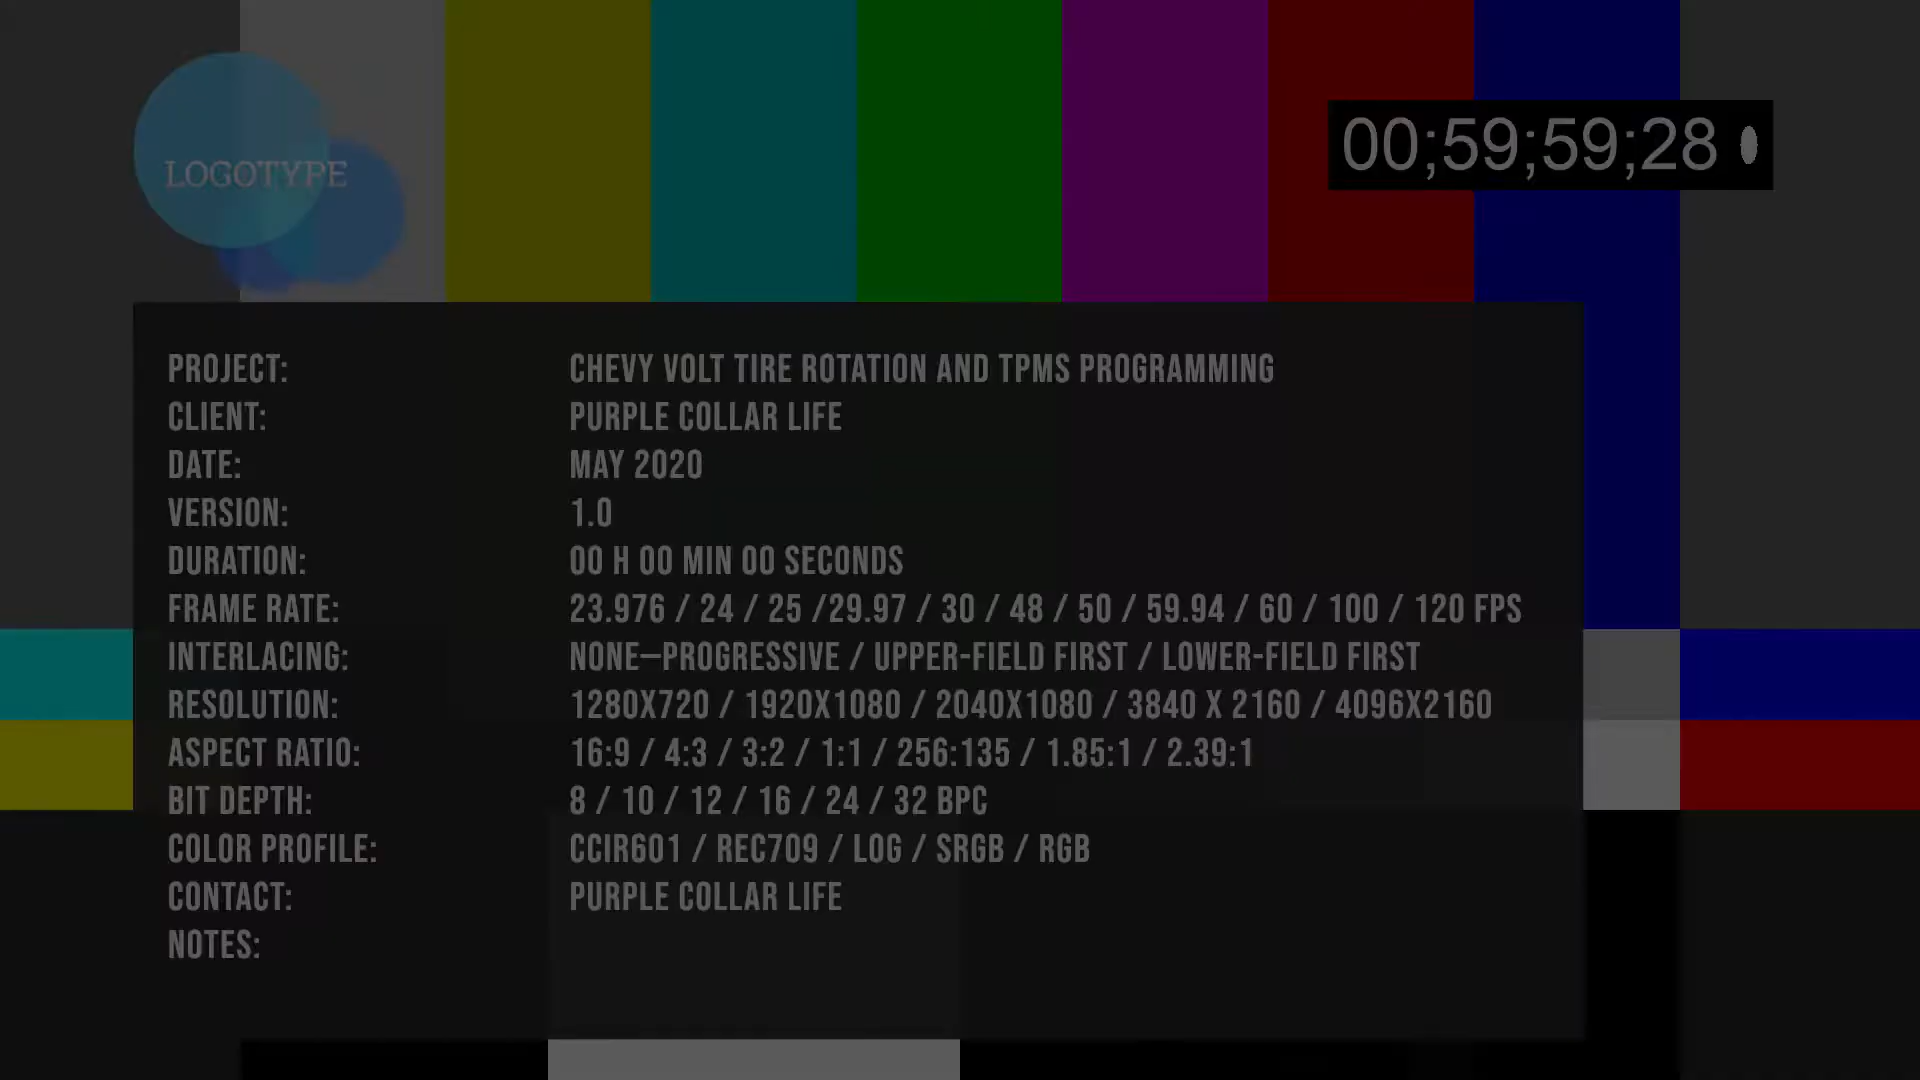 LOGOTYPE
00;59;59;28
PROJECT: CHEVY VOLT TIRE ROTATION AND TPMS PROGRAMMING
CLIENT: PURPLE COLLAR LIFE
DATE: MAY 2020
VERSION: 1.0
DURATION: 00 H 00 MIN 00 SECONDS
FRAME RATE: 23.976 / 24 / 25 /29.97 / 30 / 48 / 50 / 59.94 / 60 / 100 / 120 FPS
INTERLACING: NONE—PROGRESSIVE / UPPER-FIELD FIRST / LOWER-FIELD FIRST
RESOLUTION: 1280X720 / 1920X1080 / 2040X1080 / 3840 X 2160 / 4096X2160
ASPECT RATIO: 16:9 / 4:3 / 3:2 / 1:1 / 256:135 / 1.85:1 / 2.39:1
BIT DEPTH: 8 / 10 / 12 / 16 / 24 / 32 BPC
COLOR PROFILE: CCIR601 / REC709 / LOG / SRGB / RGB
CONTACT: PURPLE COLLAR LIFE
NOTES: